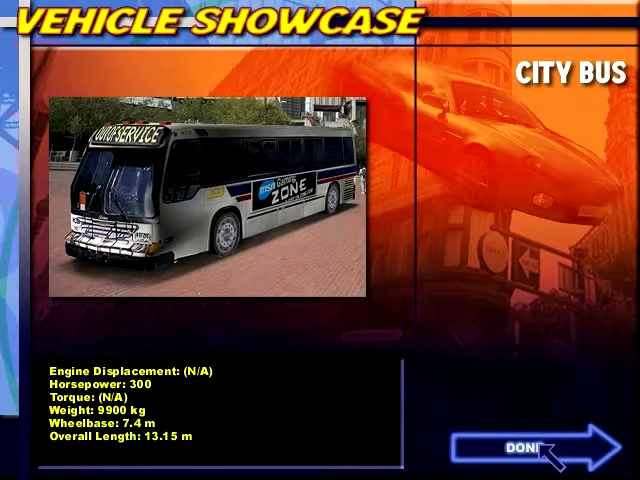 VEHICLE SHOWCASE
CITY BUS
OUT OF SERVICE
msn Gaming
ZONE
Engine Displacement: (N/A)
Horsepower: 300
Torque: (N/A)
Weight: 9900 kg
Wheelbase: 7.4 m
Overall Length: 13.15 m
DONE